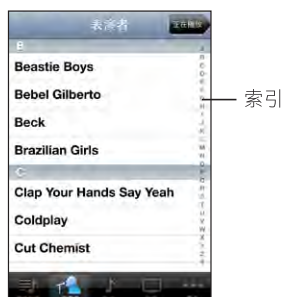 表演者
正在播放
B
Beastie Boys
Bebel Gilberto
索引
Beck
Brazilian Girls
C
Clap Your Hands Say Yeah
Coldplay
Cut Chemist